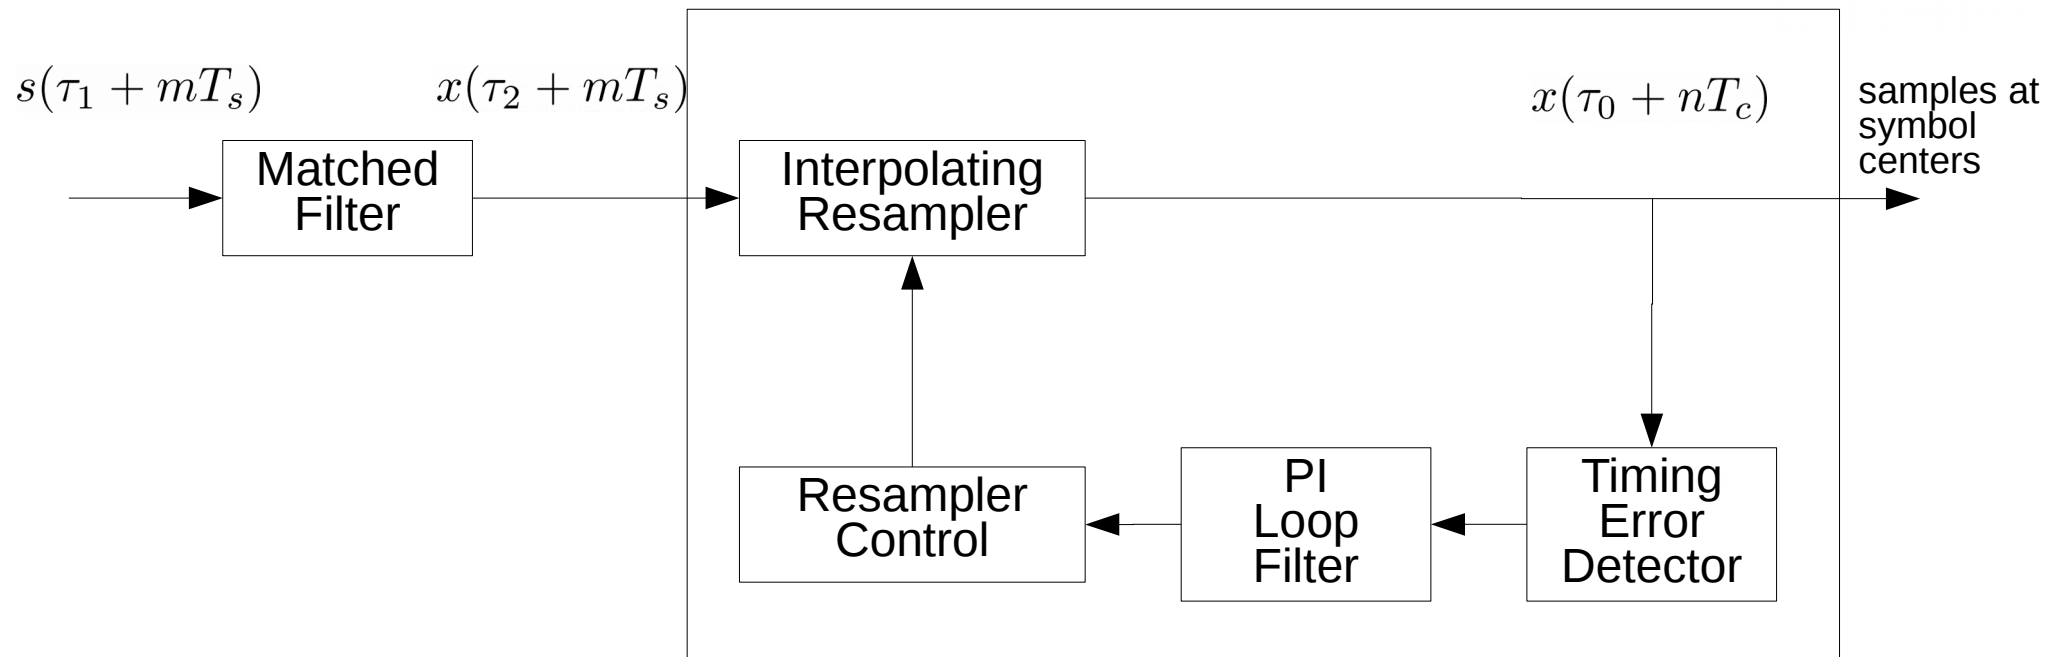 s(τ₁ + mTₛ)
x(τ₂ + mTₛ)
x(τ₀ + nT_c)
samples at
symbol
centers
Matched
Filter
Interpolating
Resampler
Resampler
Control
PI
Loop
Filter
Timing
Error
Detector